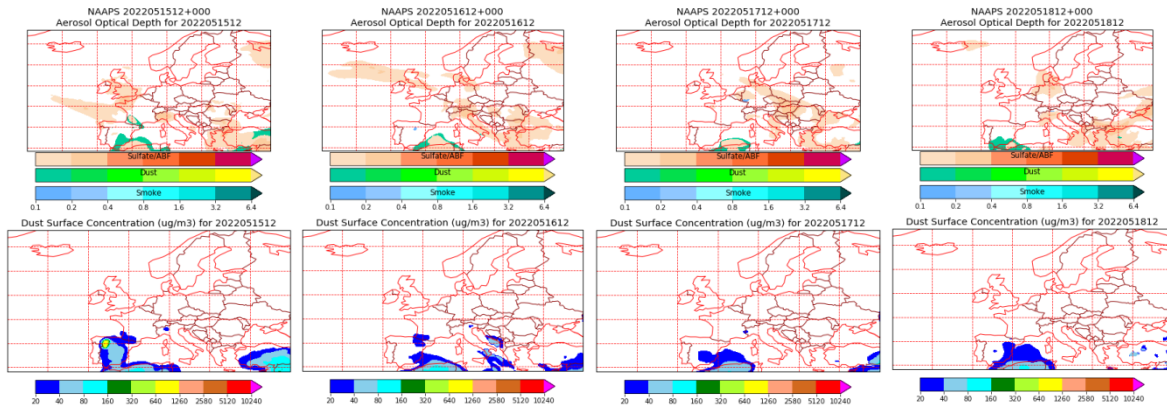 NAAPS 2022051512+000
Aerosol Optical Depth for 2022051512
Sulfate/ABF
Dust
Smoke
0.1 0.2 0.4 0.8 1.6 3.2 6.4
NAAPS 2022051612+000
Aerosol Optical Depth for 2022051612
Sulfate/ABF
Dust
Smoke
0.1 0.2 0.4 0.8 1.6 3.2 6.4
NAAPS 2022051712+000
Aerosol Optical Depth for 2022051712
Sulfate/ABF
Dust
Smoke
0.1 0.2 0.4 0.8 1.6 3.2 6.4
NAAPS 2022051812+000
Aerosol Optical Depth for 2022051812
Sulfate/ABF
Dust
Smoke
0.1 0.2 0.4 0.8 1.6 3.2 6.4
Dust Surface Concentration (ug/m3) for 2022051512
20 40 80 160 320 640 1260 2580 5120 10240
Dust Surface Concentration (ug/m3) for 2022051612
20 40 80 160 320 640 1260 2580 5120 10240
Dust Surface Concentration (ug/m3) for 2022051712
20 40 80 160 320 640 1260 2580 5120 10240
Dust Surface Concentration (ug/m3) for 2022051812
20 40 80 160 320 640 1260 2580 5120 10240